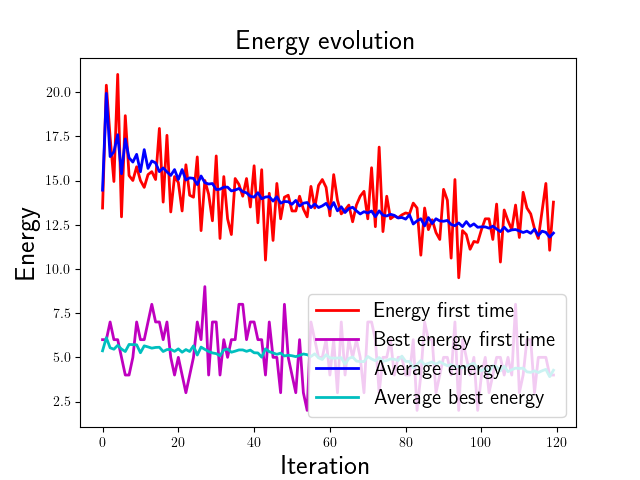 Energy evolution
Energy
20.0
17.5
15.0
12.5
10.0
7.5
5.0
2.5
Energy first time
Best energy first time
Average energy
Average best energy
0 20 40 60 80 100 120
Iteration